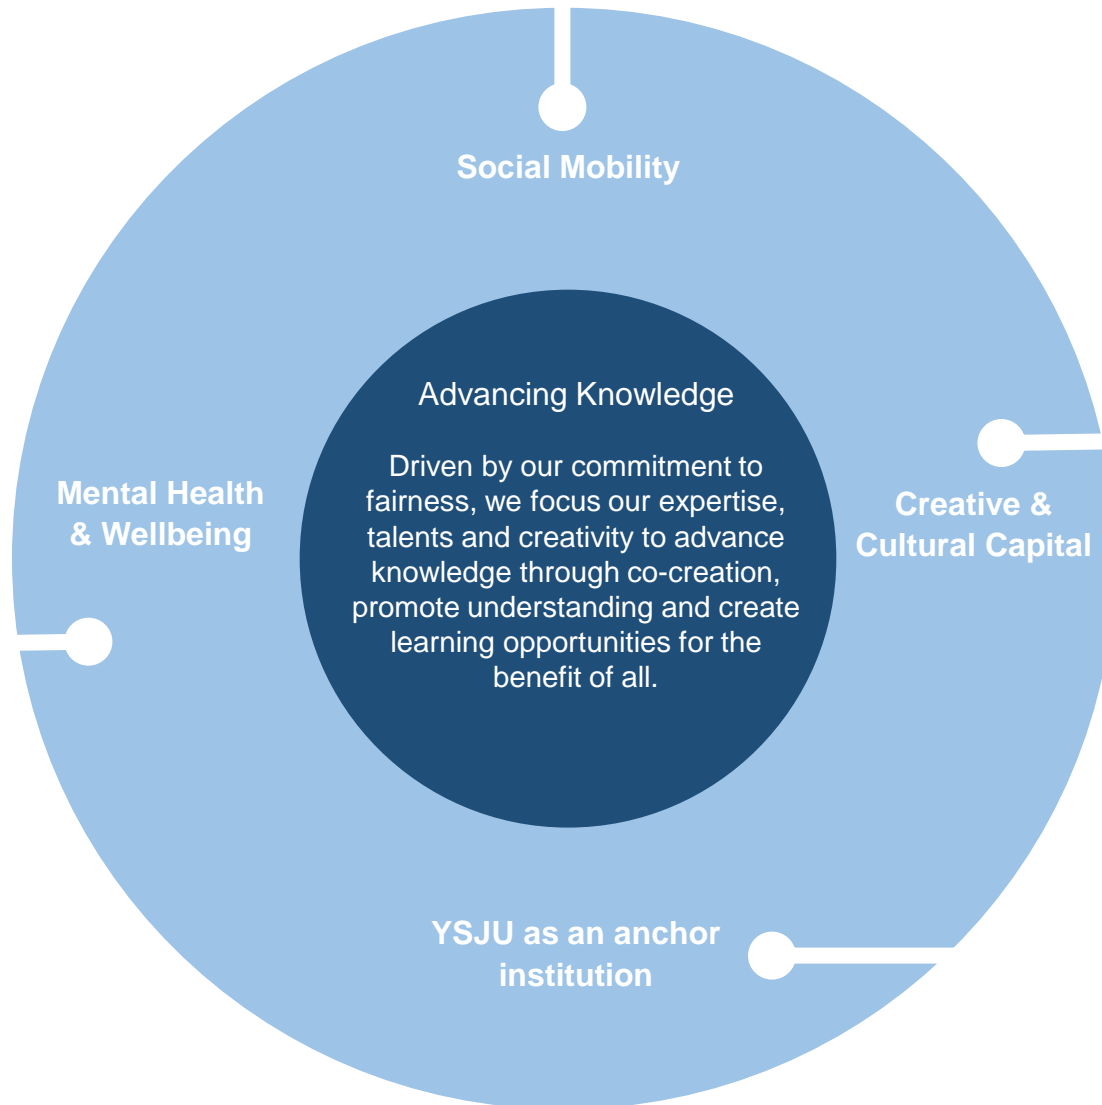 Social Mobility
Advancing Knowledge
Driven by our commitment to
fairness, we focus our expertise,
talents and creativity to advance
knowledge through co-creation,
promote understanding and create
learning opportunities for the
benefit of all.
Mental Health
& Wellbeing
Creative &
Cultural Capital
YSJU as an anchor
institution